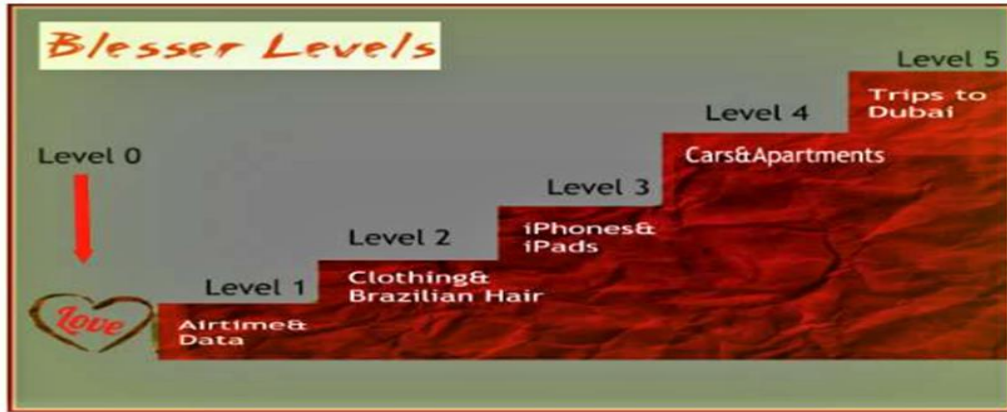 Blesser Levels
Level 0
Love
Level 1
Airtime&
Data
Level 2
Clothing&
Brazilian Hair
Level 3
iPhones&
iPads
Level 4
Cars&Apartments
Level 5
Trips to
Dubai